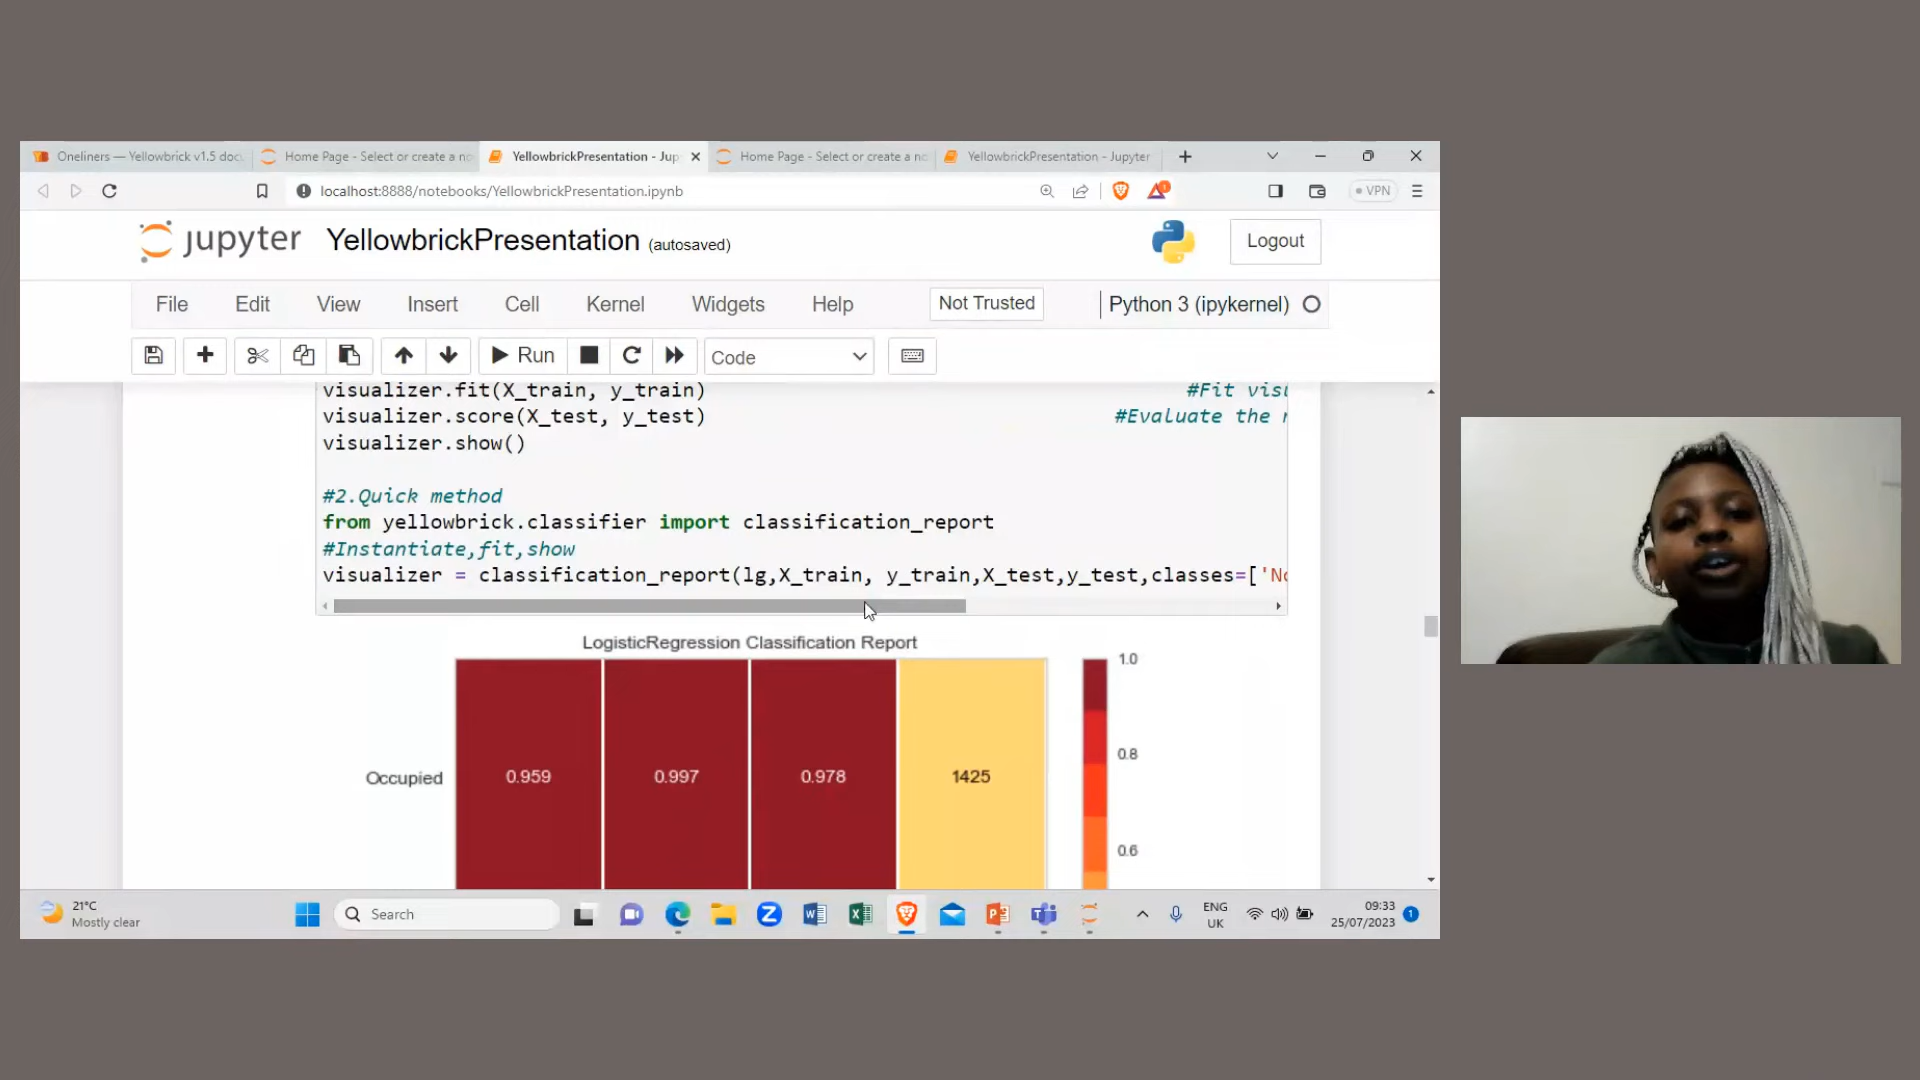 Oneliners — Yellowbrick v1.5 doc
Home Page - Select or create a no
YellowbrickPresentation - Jup
Home Page - Select or create a no
YellowbrickPresentation - Jupyter
localhost:8888/notebooks/YellowbrickPresentation.ipynb
VPN
jupyter YellowbrickPresentation (autosaved)
Logout
File Edit View Insert Cell Kernel Widgets Help
Not Trusted
Python 3 (ipykernel)
Run
Code
visualizer.fit(X_train, y_train) #Fit visu
visualizer.score(X_test, y_test) #Evaluate the
visualizer.show()
#2.Quick method
from yellowbrick.classifier import classification_report
#Instantiate,fit,show
visualizer = classification_report(lg,X_train, y_train,X_test,y_test,classes=['No
LogisticRegression Classification Report
1.0
0.8
Occupied 0.959 0.997 0.978 1425
0.6
21°C
Mostly clear
Search
ENG
UK
09:33
25/07/2023
1